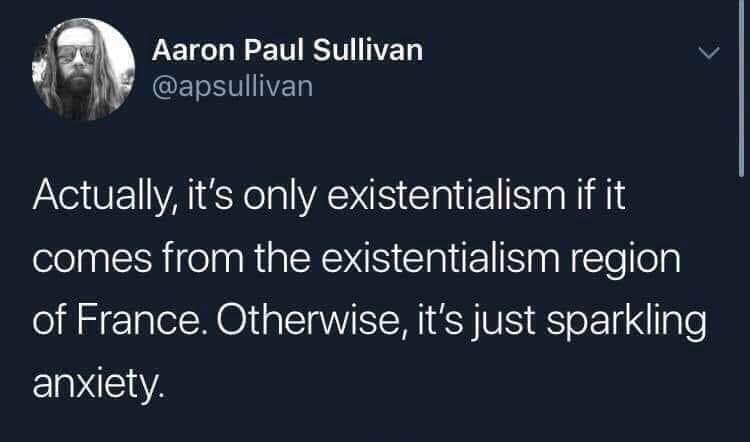 Aaron Paul Sullivan
@apsullivan
Actually, it's only existentialism if it
comes from the existentialism region
of France. Otherwise, it's just sparkling
anxiety.